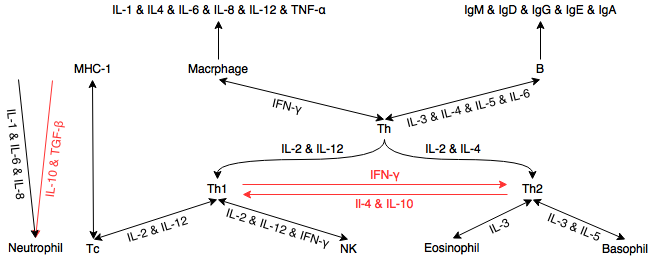 IL-1 & IL4 & IL-6 & IL-8 & IL-12 & TNF-α
IgM & IgD & IgG & IgE & IgA
MHC-1
Macrphage
B
IFN-γ
IL-3 & IL-4 & IL-5 & IL-6
Th
IL-1 & IL-6 & IL-8
IL-10 & TGF-β
IL-2 & IL-12
IL-2 & IL-4
IFN-γ
Th1
Th2
Il-4 & IL-10
IL-2 & IL-12
IL-2 & IL-12 & IFN-γ
IL-3
IL-3 & IL-5
Neutrophil
Tc
NK
Eosinophil
Basophil